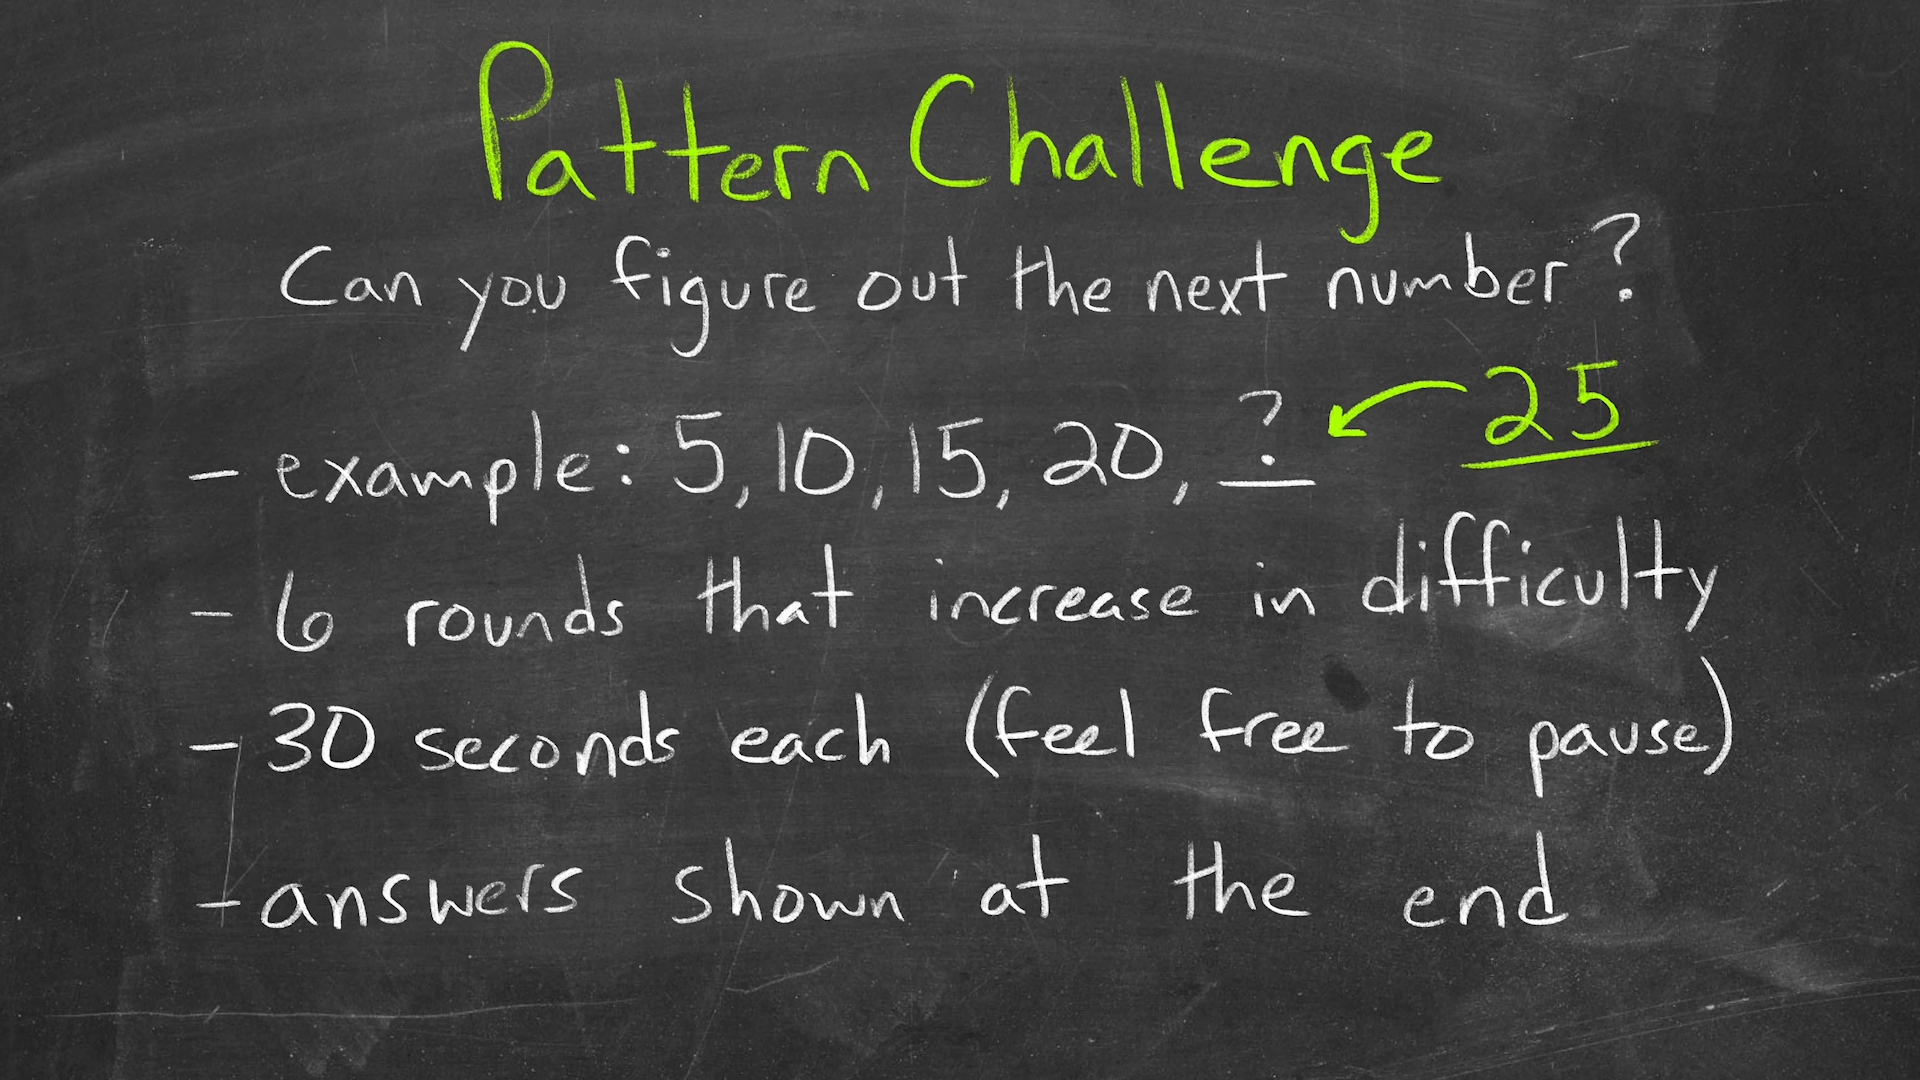 Pattern Challenge
Can you figure out the next number?
- example: 5, 10, 15, 20, ? 25
- 6 rounds that increase in difficulty
- 30 seconds each (feel free to pause)
- answers shown at the end